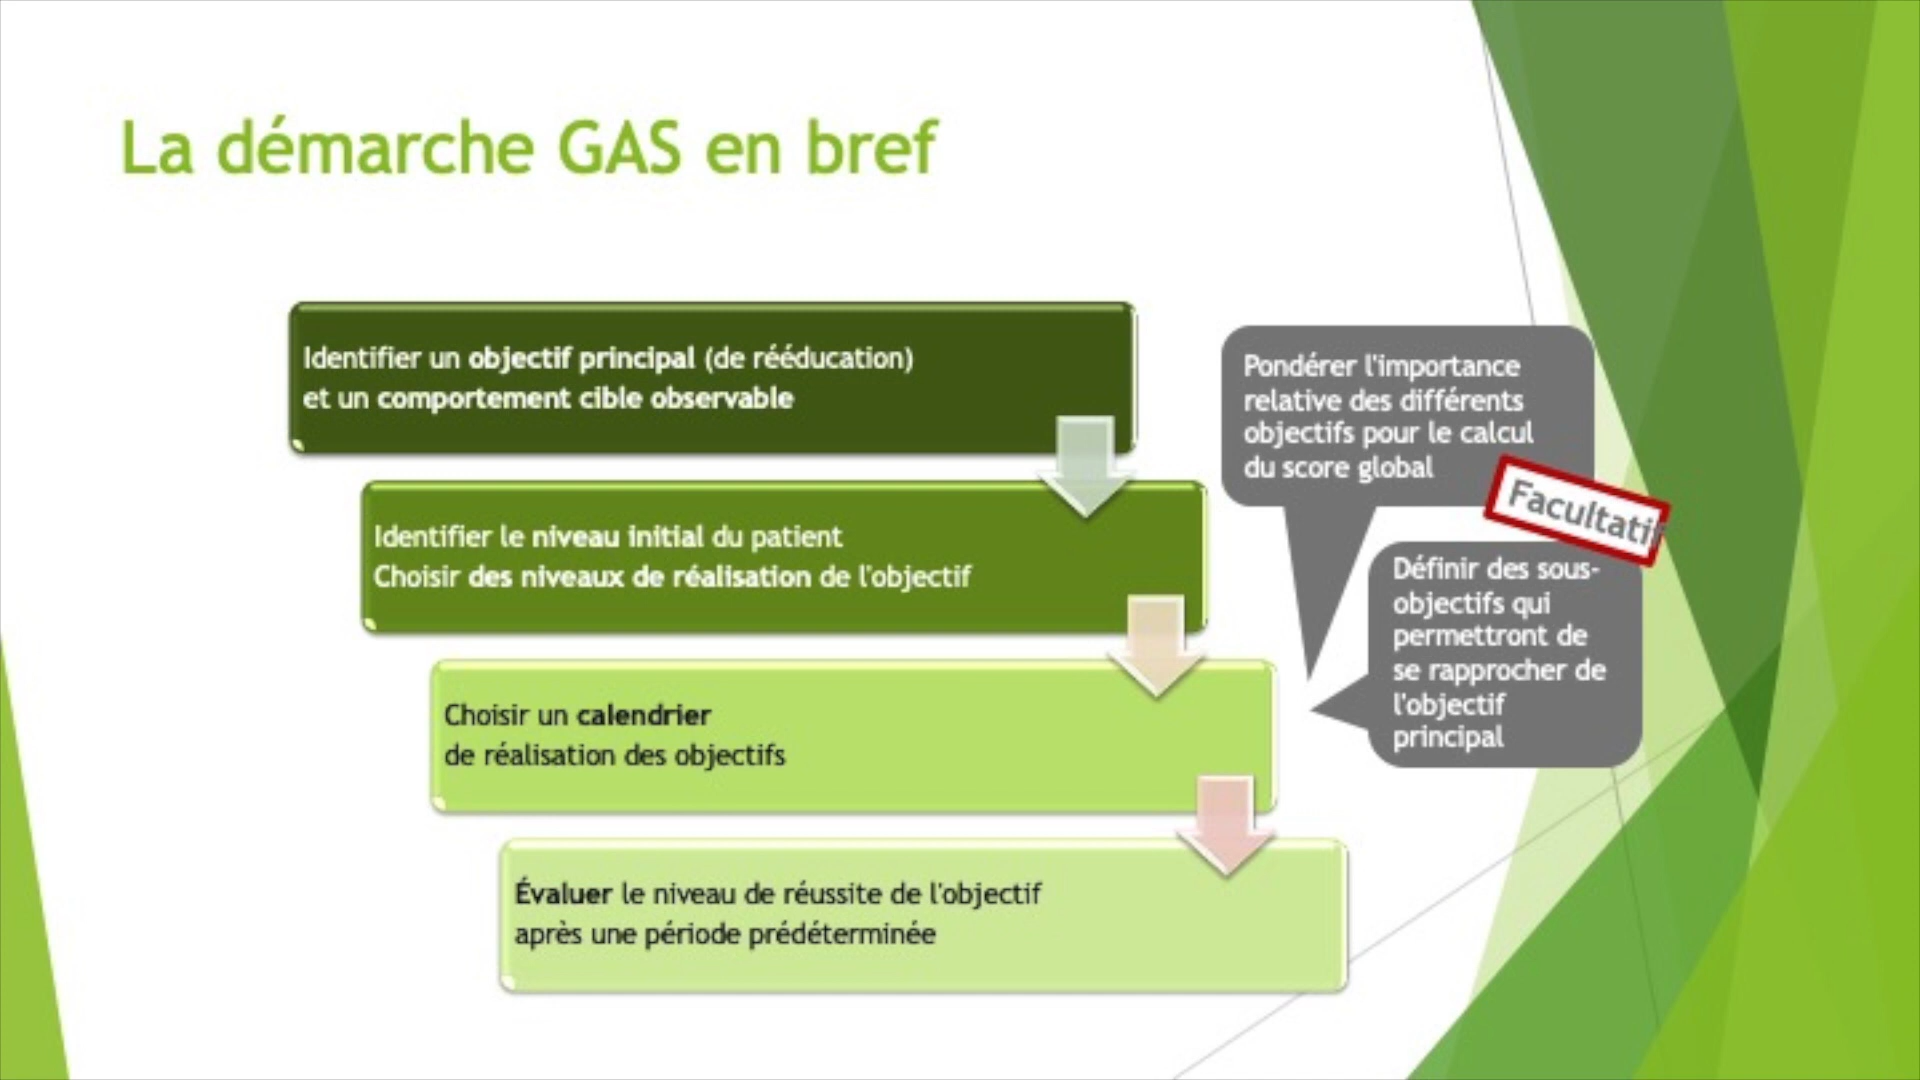 La démarche GAS en bref
Identifier un objectif principal (de rééducation)
et un comportement cible observable
Identifier le niveau initial du patient
Choisir des niveaux de réalisation de l'objectif
Choisir un calendrier
de réalisation des objectifs
Évaluer le niveau de réussite de l'objectif
après une période prédéterminée
Pondérer l'importance
relative des différents
objectifs pour le calcul
du score global
Facultatif
Définir des sous-
objectifs qui
permettront de
se rapprocher de
l'objectif
principal